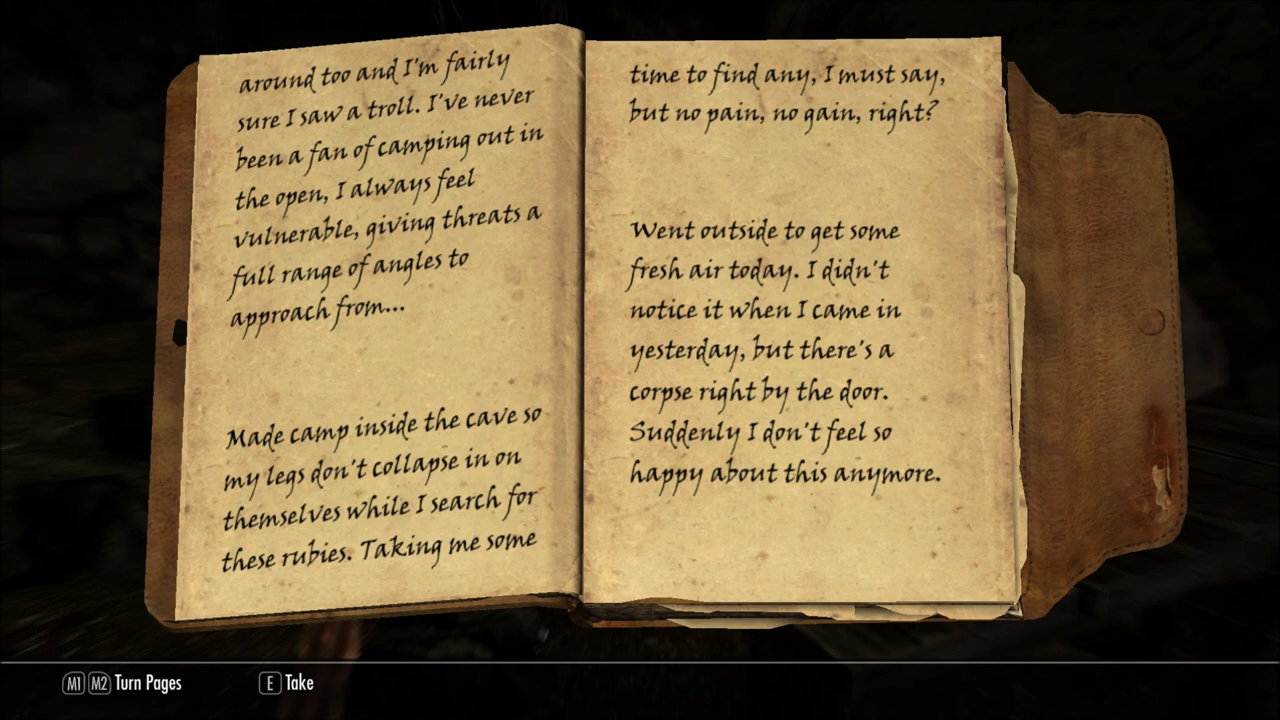 around too and I'm fairly
sure I saw a troll. I've never
been a fan of camping out in
the open, I always feel
vulnerable, giving threats a
full range of angles to
approach from...
Made camp inside the cave so
my legs don't collapse in on
themselves while I search for
these rubies. Taking me some
time to find any, I must say,
but no pain, no gain, right?
Went outside to get some
fresh air today. I didn't
notice it when I came in
yesterday, but there's a
corpse right by the door.
Suddenly I don't feel so
happy about this anymore.
M1 M2 Turn Pages
E Take